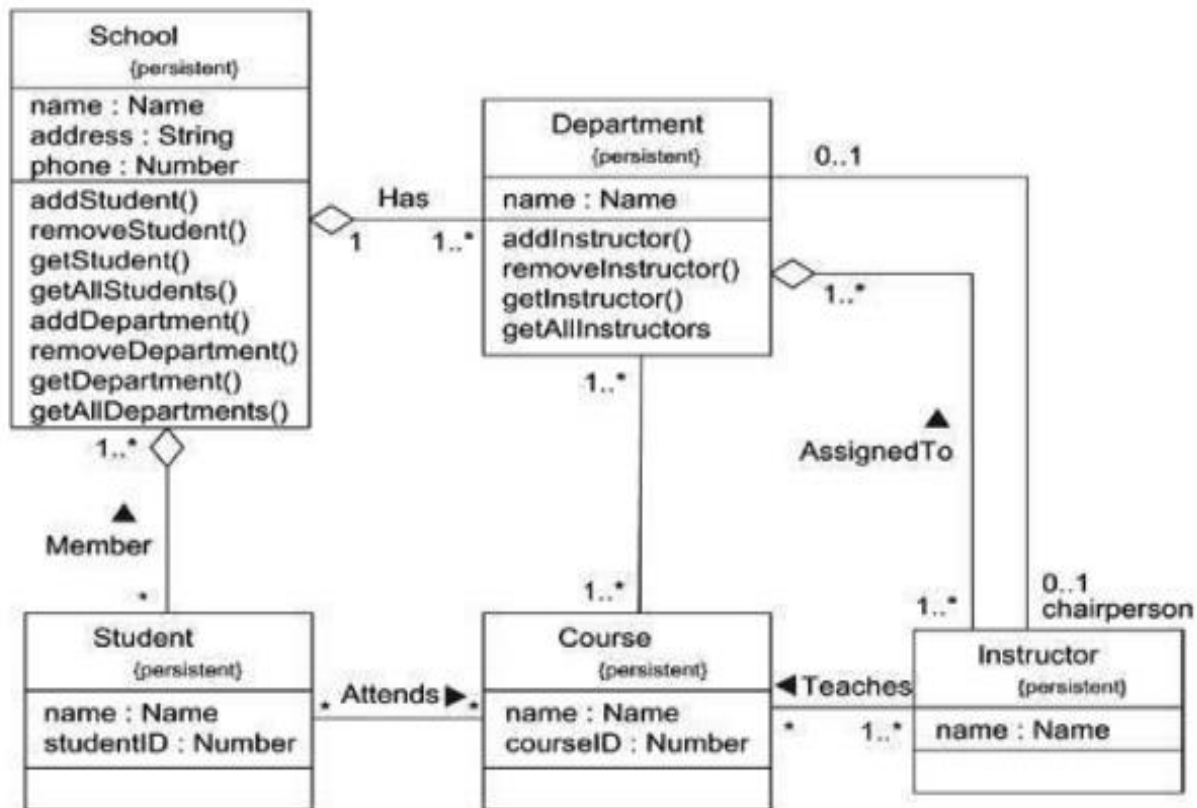 School
{persistent}
name : Name
address : String
phone : Number
addStudent()
removeStudent()
getStudent()
getAllStudents()
addDepartment()
removeDepartment()
getDepartment()
getAllDepartments()
Has
1
1..*
Department
{persistent}
name : Name
addInstructor()
removeInstructor()
getInstructor()
getAllInstructors
0..1
1..*
1..*
1..*
Member
*
AssignedTo
1..*
1..*
0..1
chairperson
Student
{persistent}
name : Name
studentID : Number
* Attends ▶ *
Course
{persistent}
name : Name
courseID : Number
◀ Teaches
* 1..*
Instructor
{persistent}
name : Name